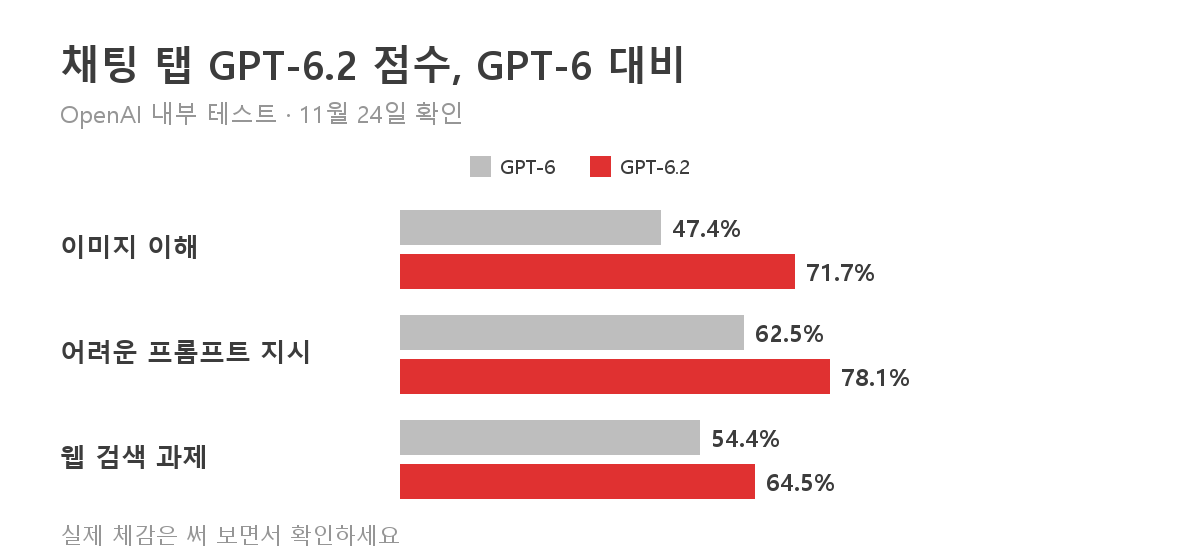 채팅 탭 GPT-6.2 점수, GPT-6 대비
OpenAI 내부 테스트 · 11월 24일 확인
GPT-6
GPT-6.2
이미지 이해
47.4%
71.7%
어려운 프롬프트 지시
62.5%
78.1%
웹 검색 과제
54.4%
64.5%
실제 체감은 써 보면서 확인하세요